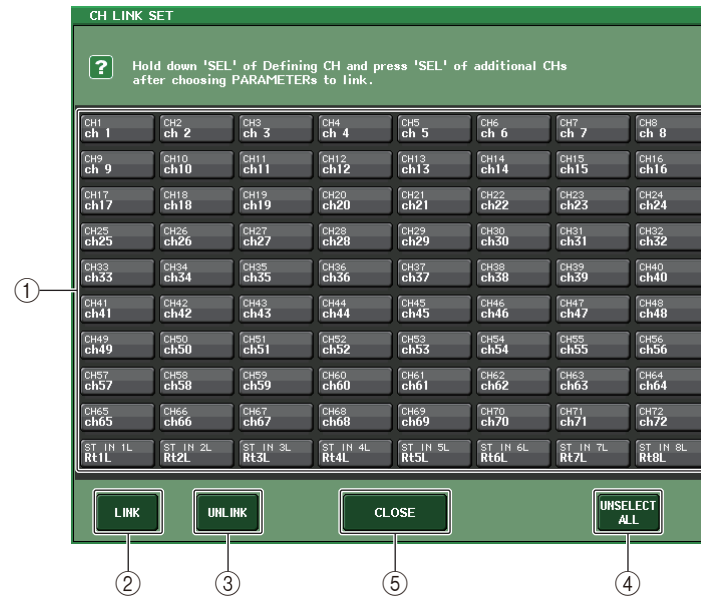 CH LINK SET
?
Hold down 'SEL' of Defining CH and press 'SEL' of additional CHs
after choosing PARAMETERs to link.
CH1 CH2 CH3 CH4 CH5 CH6 CH7 CH8
ch 1 ch 2 ch 3 ch 4 ch 5 ch 6 ch 7 ch 8
CH9 CH10 CH11 CH12 CH13 CH14 CH15 CH16
ch 9 ch10 ch11 ch12 ch13 ch14 ch15 ch16
CH17 CH18 CH19 CH20 CH21 CH22 CH23 CH24
ch17 ch18 ch19 ch20 ch21 ch22 ch23 ch24
CH25 CH26 CH27 CH28 CH29 CH30 CH31 CH32
ch25 ch26 ch27 ch28 ch29 ch30 ch31 ch32
CH33 CH34 CH35 CH36 CH37 CH38 CH39 CH40
ch33 ch34 ch35 ch36 ch37 ch38 ch39 ch40
①
CH41 CH42 CH43 CH44 CH45 CH46 CH47 CH48
ch41 ch42 ch43 ch44 ch45 ch46 ch47 ch48
CH49 CH50 CH51 CH52 CH53 CH54 CH55 CH56
ch49 ch50 ch51 ch52 ch53 ch54 ch55 ch56
CH57 CH58 CH59 CH60 CH61 CH62 CH63 CH64
ch57 ch58 ch59 ch60 ch61 ch62 ch63 ch64
CH65 CH66 CH67 CH68 CH69 CH70 CH71 CH72
ch65 ch66 ch67 ch68 ch69 ch70 ch71 ch72
ST IN 1L ST IN 2L ST IN 3L ST IN 4L ST IN 5L ST IN 6L ST IN 7L ST IN 8L
Rt1L Rt2L Rt3L Rt4L Rt5L Rt6L Rt7L Rt8L
LINK UNLINK CLOSE UNSELECT
ALL
② ③ ⑤ ④